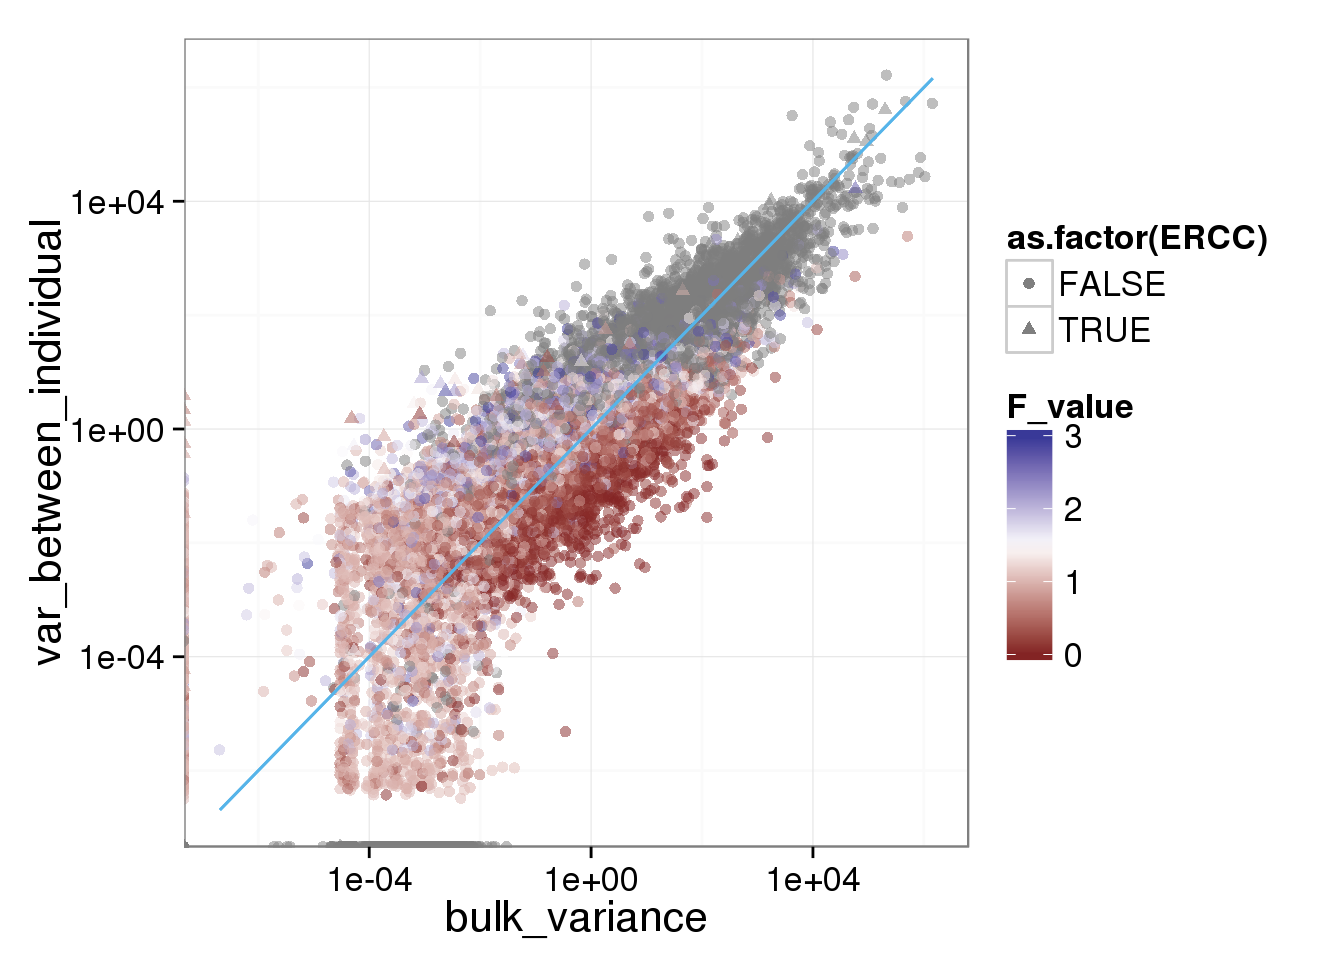 1e+04
1e+00
1e-04
var_between_individual
1e-04
1e+00
1e+04
bulk_variance
as.factor(ERCC)
FALSE
TRUE
F_value
3
2
1
0